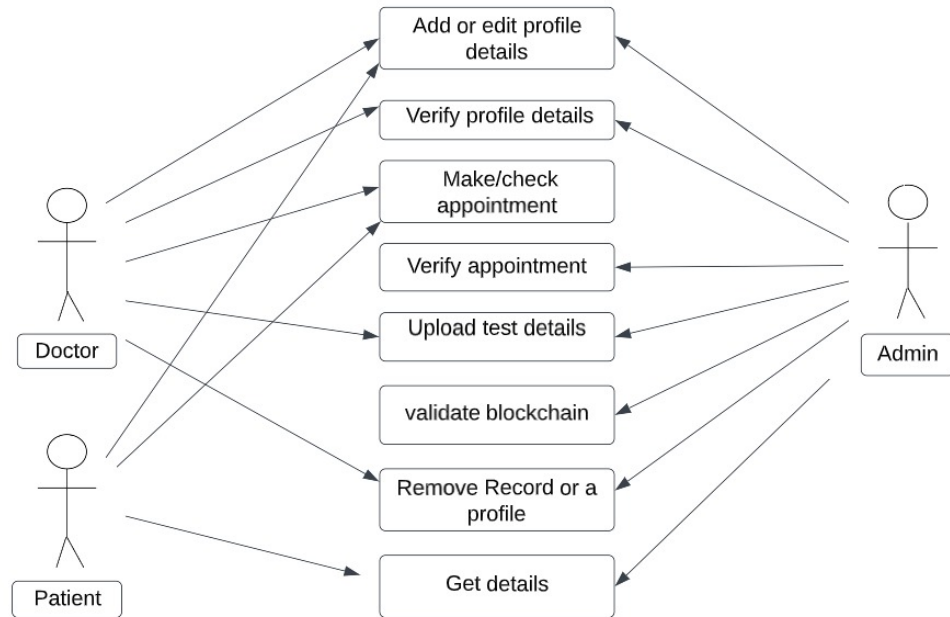 Add or edit profile
details
Verify profile details
Make/check
appointment
Verify appointment
Upload test details
Doctor
Admin
validate blockchain
Remove Record or a
profile
Get details
Patient